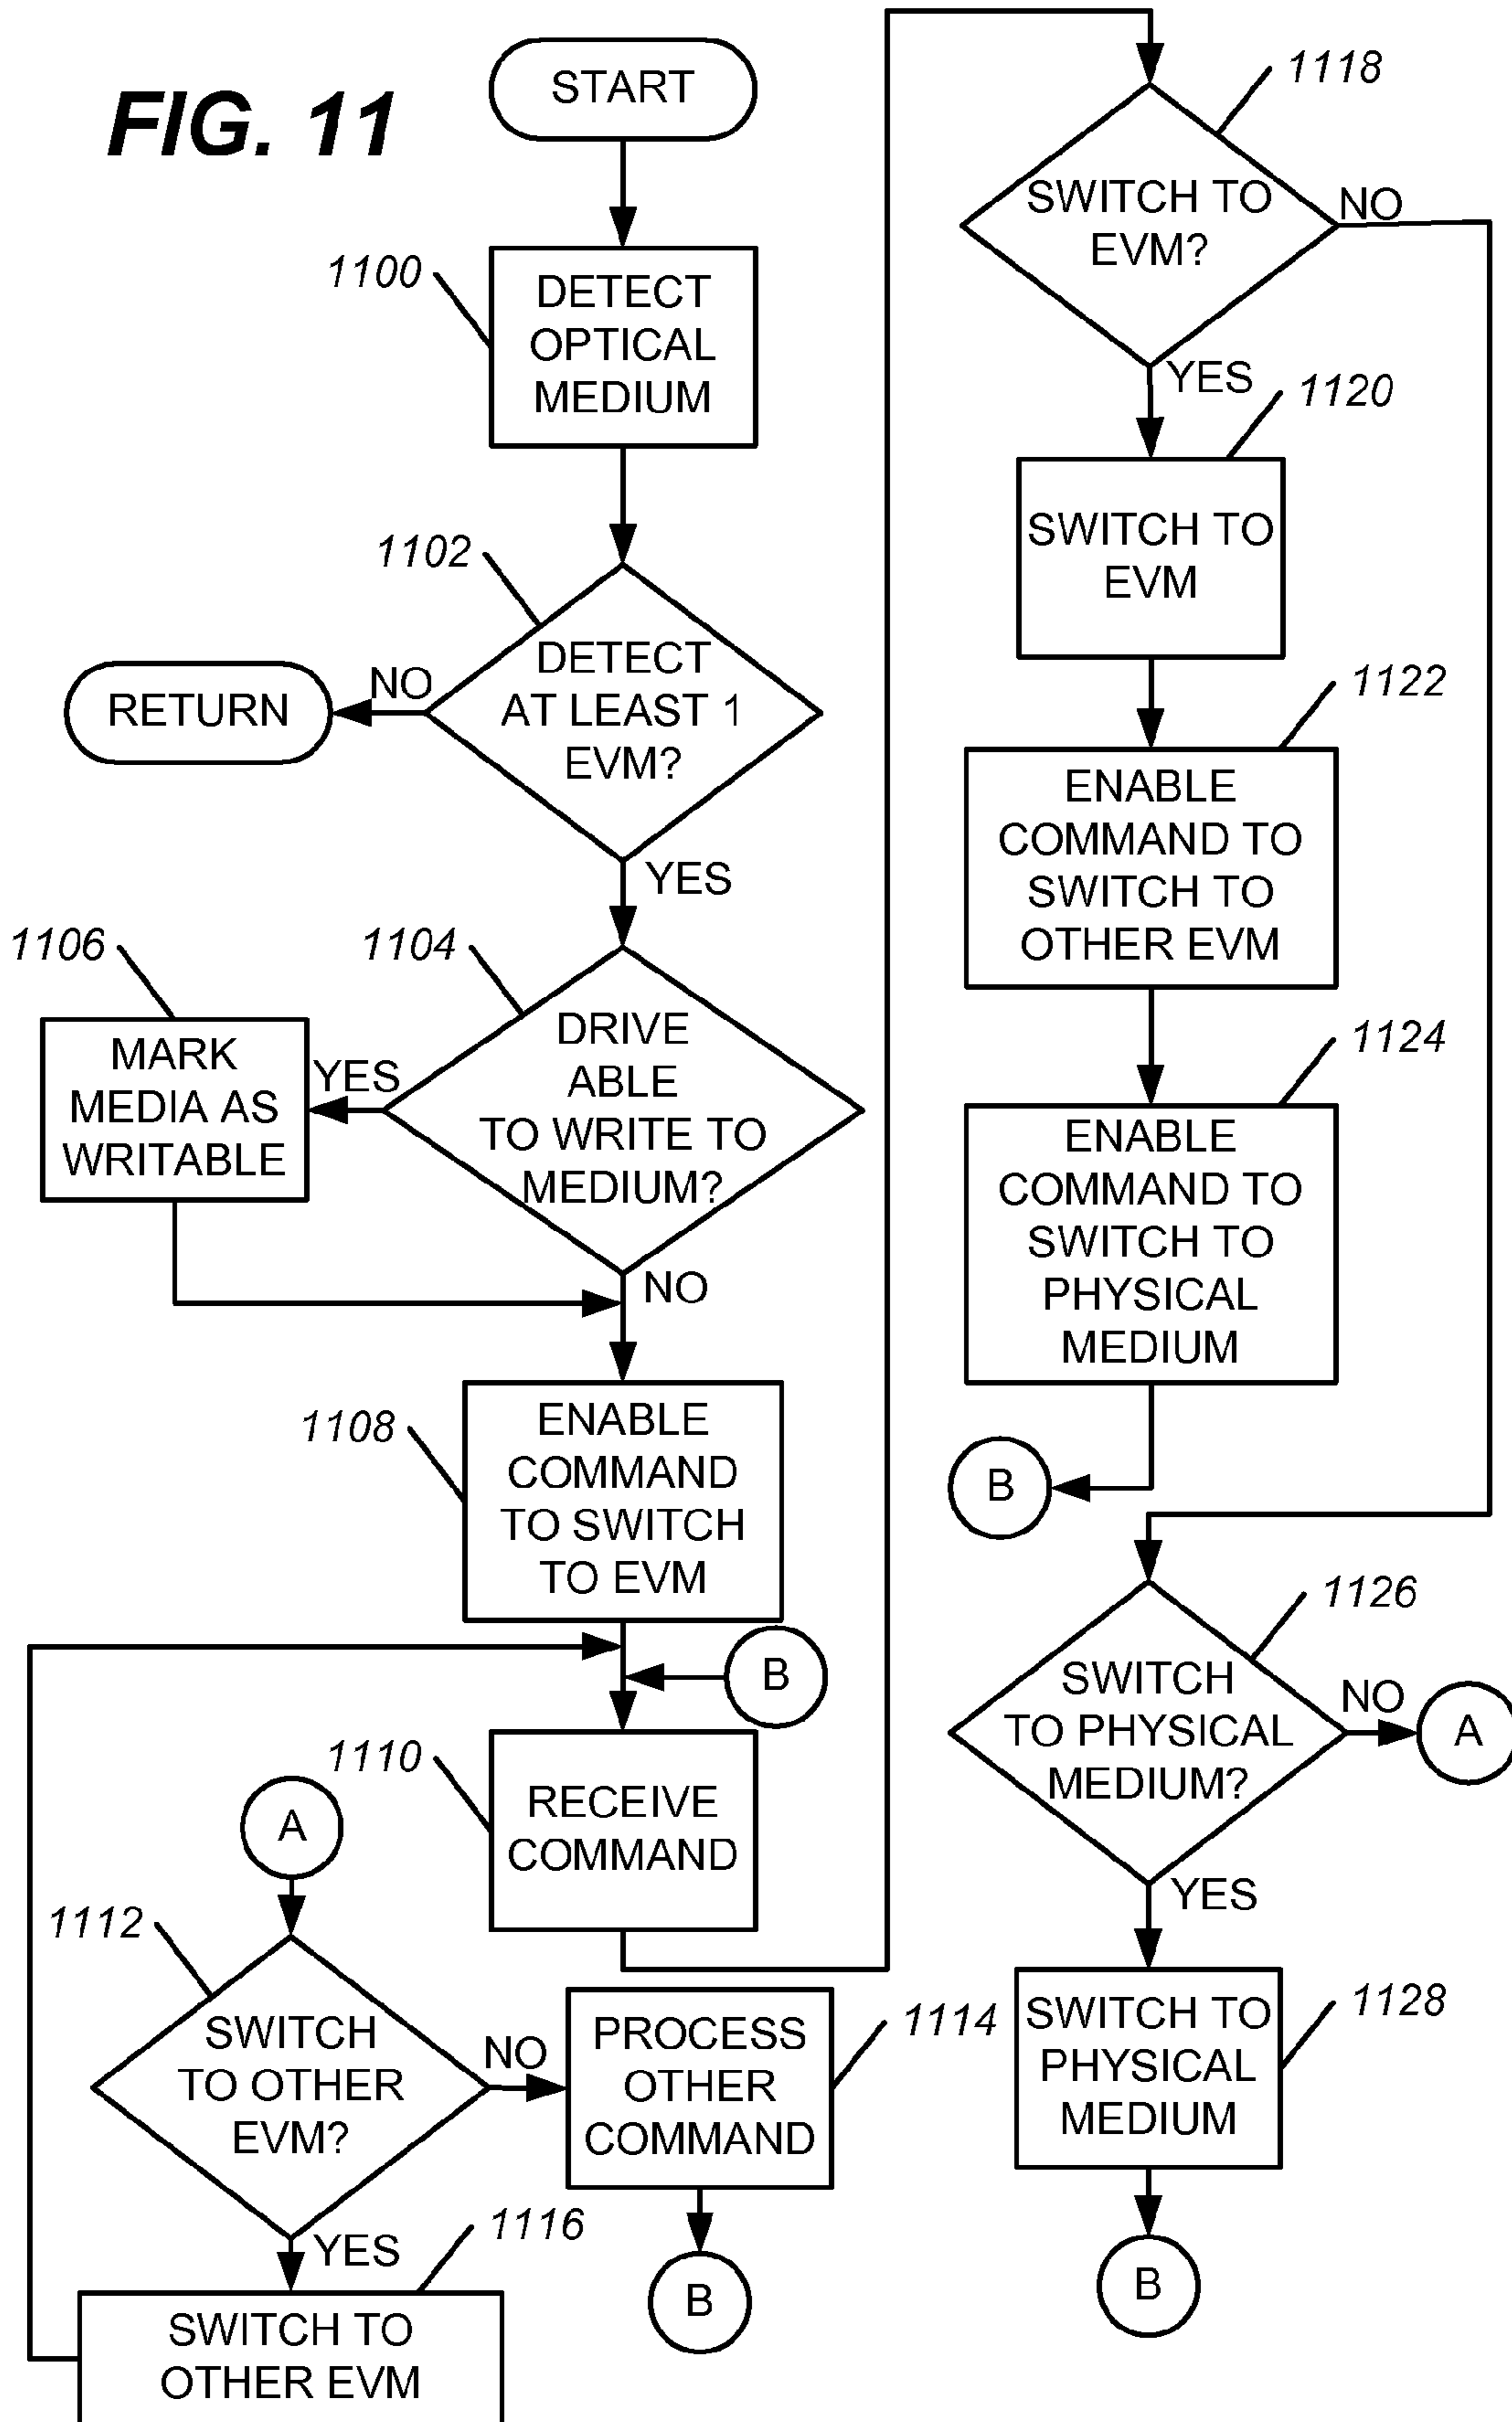 FIG. 11
START
1100
DETECT
OPTICAL
MEDIUM
1102
DETECT
AT LEAST 1
EVM?
NO
RETURN
YES
1106
1104
MARK
MEDIA AS
WRITABLE
YES
DRIVE
ABLE
TO WRITE TO
MEDIUM?
NO
1108
ENABLE
COMMAND
TO SWITCH
TO EVM
B
1110
RECEIVE
COMMAND
A
1112
SWITCH
TO OTHER
EVM?
NO
PROCESS
OTHER
COMMAND
1114
B
YES
1116
SWITCH TO
OTHER EVM
1118
SWITCH TO
EVM?
NO
YES
1120
SWITCH TO
EVM
1122
ENABLE
COMMAND TO
SWITCH TO
OTHER EVM
1124
ENABLE
COMMAND TO
SWITCH TO
PHYSICAL
MEDIUM
B
1126
SWITCH
TO PHYSICAL
MEDIUM?
NO
A
YES
1128
SWITCH TO
PHYSICAL
MEDIUM
B